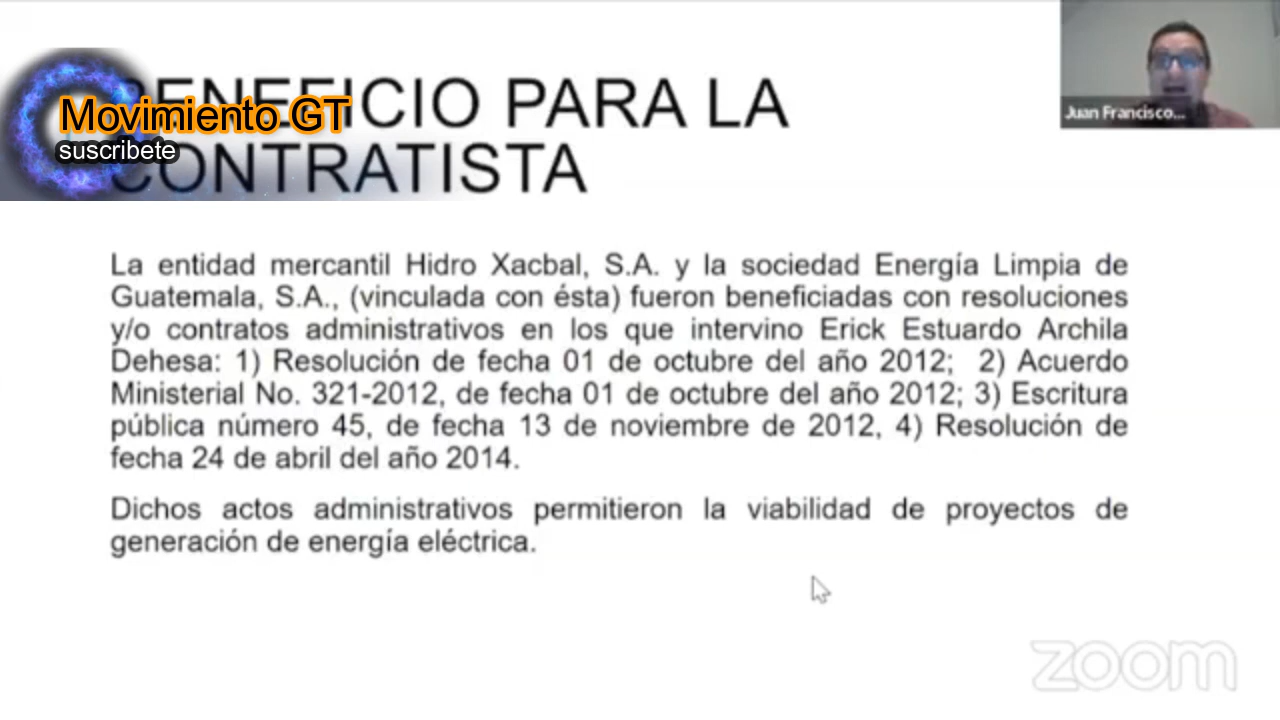 BENEFICIO PARA LA
CONTRATISTA
Movimiento GT
suscribete
Juan Francisco...
La entidad mercantil Hidro Xacbal, S.A. y la sociedad Energía Limpia de
Guatemala, S.A., (vinculada con ésta) fueron beneficiadas con resoluciones
y/o contratos administrativos en los que intervino Erick Estuardo Archila
Dehesa: 1) Resolución de fecha 01 de octubre del año 2012; 2) Acuerdo
Ministerial No. 321-2012, de fecha 01 de octubre del año 2012; 3) Escritura
pública número 45, de fecha 13 de noviembre de 2012, 4) Resolución de
fecha 24 de abril del año 2014.
Dichos actos administrativos permitieron la viabilidad de proyectos de
generación de energía eléctrica.
zoom